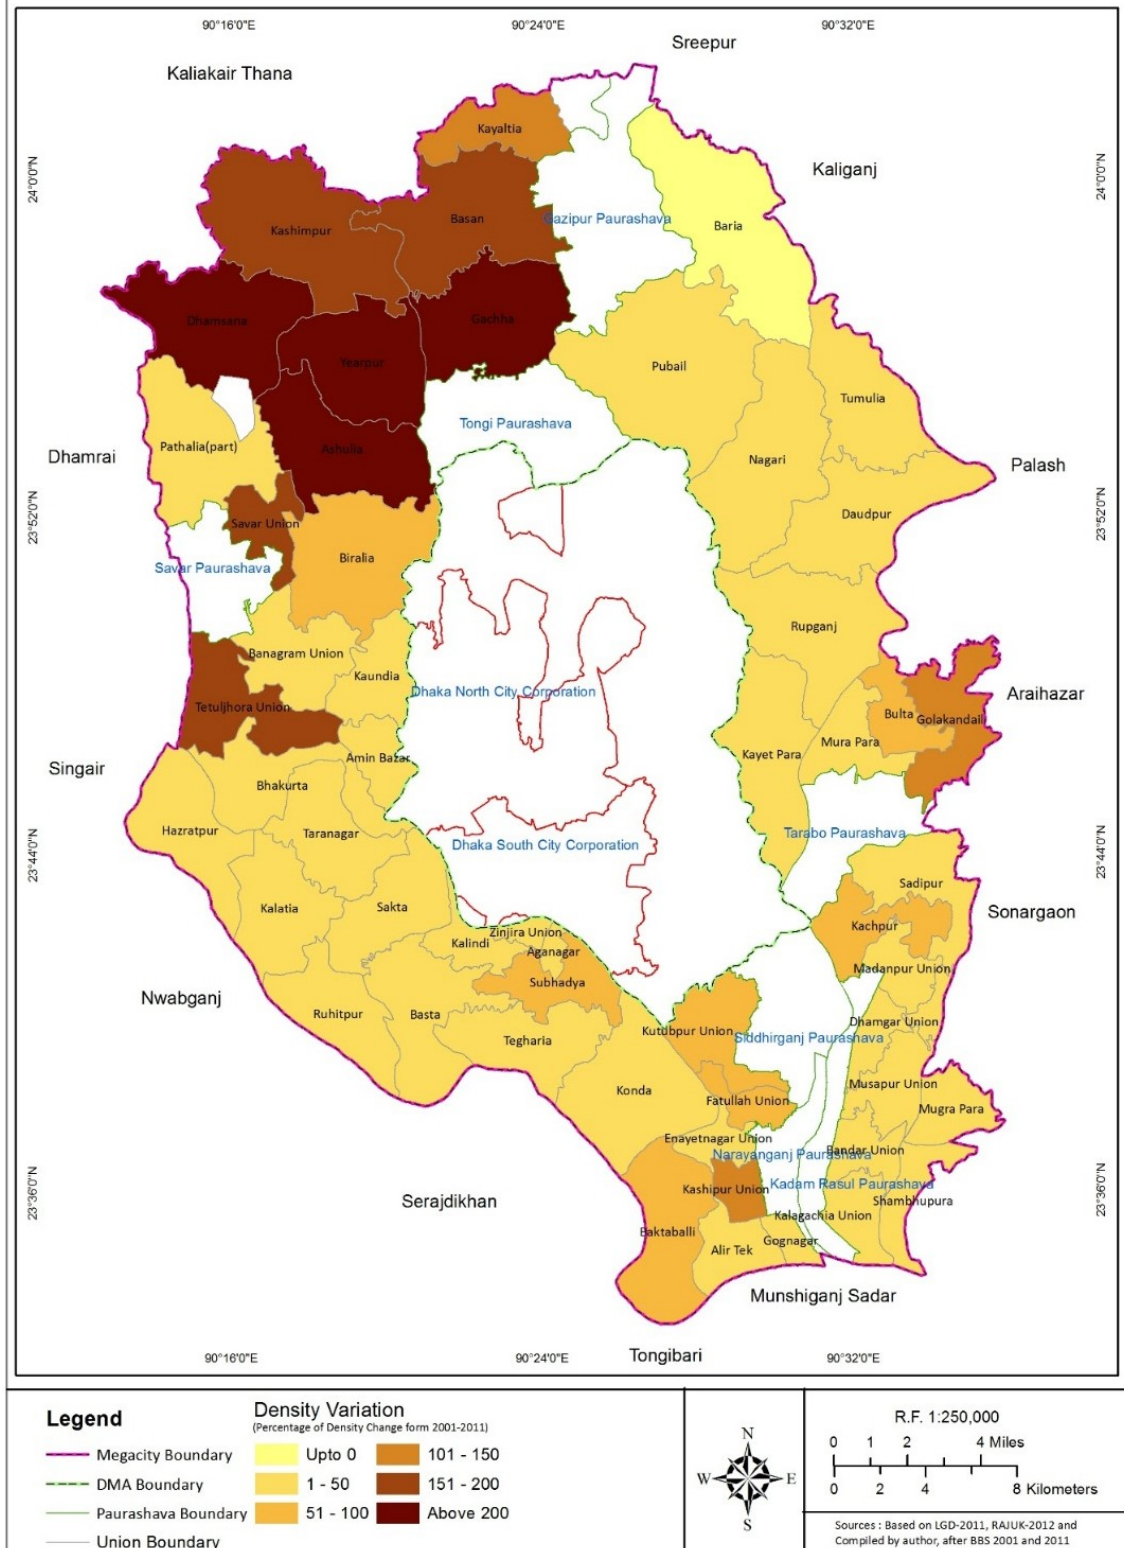 90°16'0"E
90°24'0"E
90°32'0"E
Sreepur
Kaliakair Thana
Kayaltia
24°0'0"N
24°0'0"N
Kaliganj
Basan
Gazipur Paurashava
Baria
Kashimpur
Dhamsana
Gachha
Yearpur
Pubail
Tumulia
Tongi Paurashava
Pathalia(part)
Ashulia
Dhamrai
Nagari
Palash
23°52'0"N
23°52'0"N
Savar Union
Daudpur
Biralia
Savar Paurashava
Rupganj
Banagram Union
Kaundia
Dhaka North City Corporation
Araihazar
Tetuljhora Union
Bulta
Golakandail
Mura Para
Kayet Para
Amin Bazar
Singair
Bhakurta
Hazratpur
Taranagar
Tarabo Paurashava
Dhaka South City Corporation
23°44'0"N
23°44'0"N
Sadipur
Kalatia
Sakta
Sonargaon
Kachpur
Zinjira Union
Kalindi
Aganagar
Madanpur Union
Subhadya
Nwabganj
Ruhitpur
Basta
Dhamgar Union
Kutubpur Union
Siddhirganj Paurashava
Tegharia
Konda
Musapur Union
Fatullah Union
Mugra Para
Enayetnagar Union
Bandar Union
Narayanganj Paurashava
Kashipur Union
Kadam Rasul Paurashava
23°36'0"N
23°36'0"N
Serajdikhan
Shambhupura
Kalagachia Union
Baktaballi
Gognagar
Alir Tek
Munshiganj Sadar
Tongibari
90°16'0"E
90°24'0"E
90°32'0"E
Legend
Megacity Boundary
DMA Boundary
Paurashava Boundary
Union Boundary
Density Variation
(Percentage of Density Change form 2001-2011)
Upto 0
101 - 150
1 - 50
151 - 200
51 - 100
Above 200
N
W
E
S
R.F. 1:250,000
0 1 2 4 Miles
0 2 4 8 Kilometers
Sources : Based on LGD-2011, RAJUK-2012 and
Compiled by author, after BBS 2001 and 2011